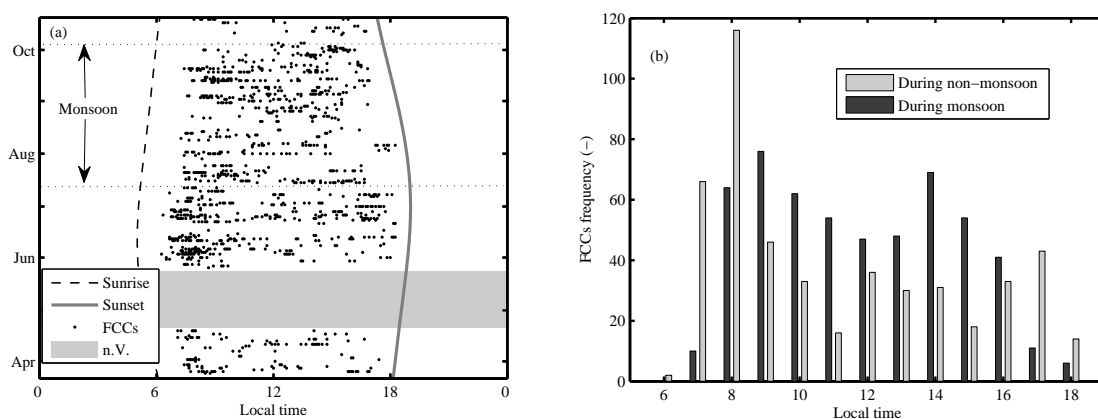 (a)
Oct
Monsoon
Aug
Jun
Apr
Sunrise
Sunset
FCCs
n.V.
0 6 12 18 0
Local time
(b)
During non−monsoon
During monsoon
120
100
80
60
40
20
0
FCCs frequency (−)
6 8 10 12 14 16 18
Local time